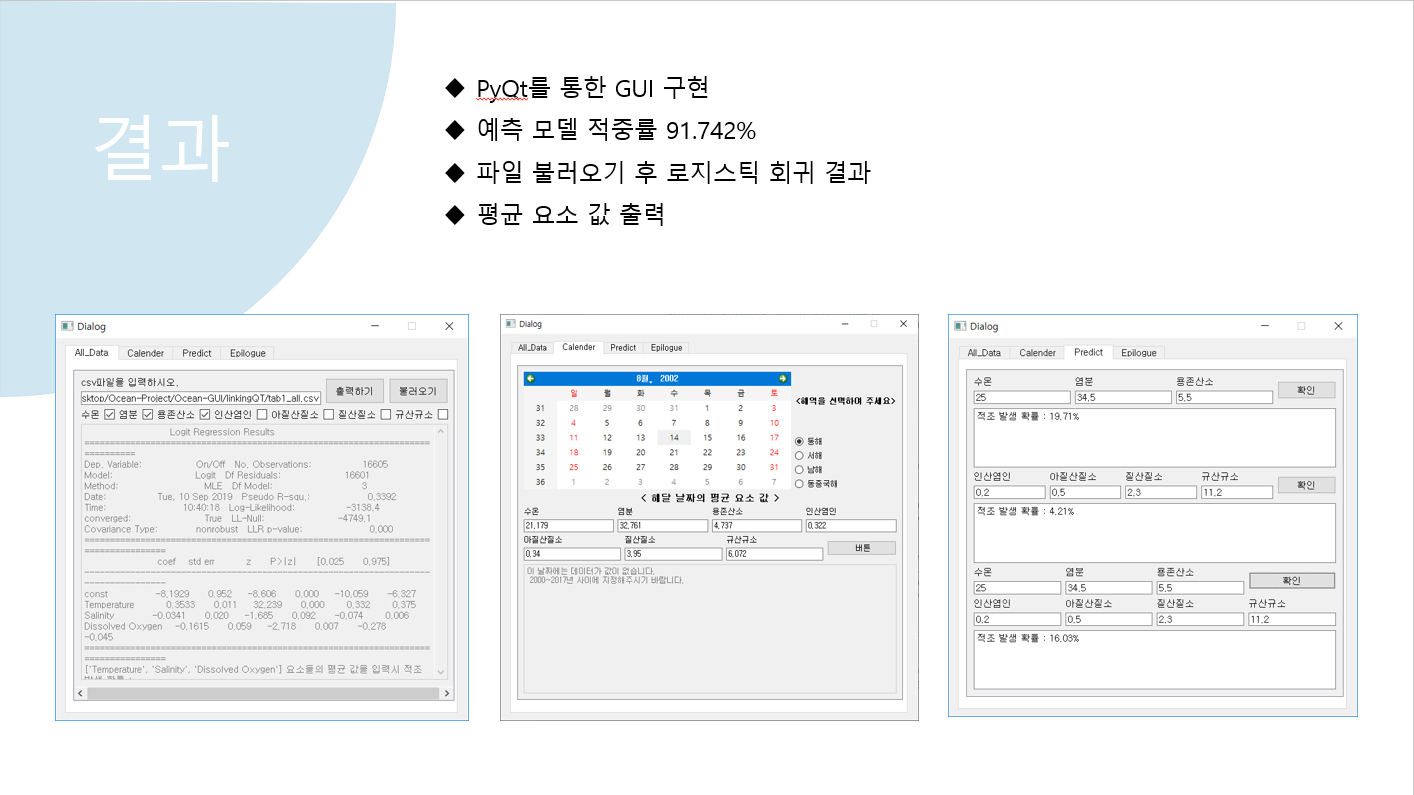 결과
◆ PyQt를 통한 GUI 구현
◆ 예측 모델 적중률 91.742%
◆ 파일 불러오기 후 로지스틱 회귀 결과
◆ 평균 요소 값 출력
Dialog
All_Data Calender Predict Epilogue
csv파일을 입력하시오.
sktop/Ocean-Project/Ocean-GUI/linkingQT/tab1_all.csv 출력하기 불러오기
수온 염분 용존산소 인산염인 아질산질소 질산질소 규산규소
Logit Regression Results
==============================================================================
==========
Dep. Variable: On/Off No. Observations: 16605
Model: Logit Df Residuals: 16601
Method: MLE Df Model: 3
Date: Tue, 10 Sep 2019 Pseudo R-squ.: 0.3392
Time: 10:40:18 Log-Likelihood: -3138.4
converged: True LL-Null: -4749.1
Covariance Type: nonrobust LLR p-value: 0.000
==============================================================================
================
coef std err z P>|z| [0.025 0.975]
------------------------------------------------------------------------------
----------------
const -8.1929 0.952 -8.606 0.000 -10.059 -6.327
Temperature 0.3533 0.011 32.239 0.000 0.332 0.375
Salinity -0.0341 0.020 -1.685 0.092 -0.074 0.006
Dissolved Oxygen -0.1615 0.059 -2.718 0.007 -0.278
-0.045
==============================================================================
================
['Temperature', 'Salinity', 'Dissolved Oxygen'] 요소들의 평균 값을 입력시 적조
발생 확률 :
Dialog
All_Data Calender Predict Epilogue
8월, 2002
일 월 화 수 목 금 토
31 28 29 30 31 1 2 3
32 4 5 6 7 8 9 10
33 11 12 13 14 15 16 17
34 18 19 20 21 22 23 24
35 25 26 27 28 29 30 31
36 1 2 3 4 5 6 7
<해역을 선택하여 주세요>
동해
서해
남해
동중국해
< 해당 날짜의 평균 요소 값 >
수온 염분 용존산소 인산염인
21,179 32,761 4,737 0,322
아질산질소 질산질소 규산규소
0,34 3,95 6,072 버튼
이 날짜에는 데이터가 값이 없습니다.
2000~2017년 사이에 지정해주시기 바랍니다.
Dialog
All_Data Calender Predict Epilogue
수온 염분 용존산소
25 34,5 5,5 확인
적조 발생 확률 : 19.71%
인산염인 아질산질소 질산질소 규산규소
0,2 0,5 2,3 11,2 확인
적조 발생 확률 : 4.21%
수온 염분 용존산소
25 34,5 5,5 확인
인산염인 아질산질소 질산질소 규산규소
0,2 0,5 2,3 11,2
적조 발생 확률 : 16.03%